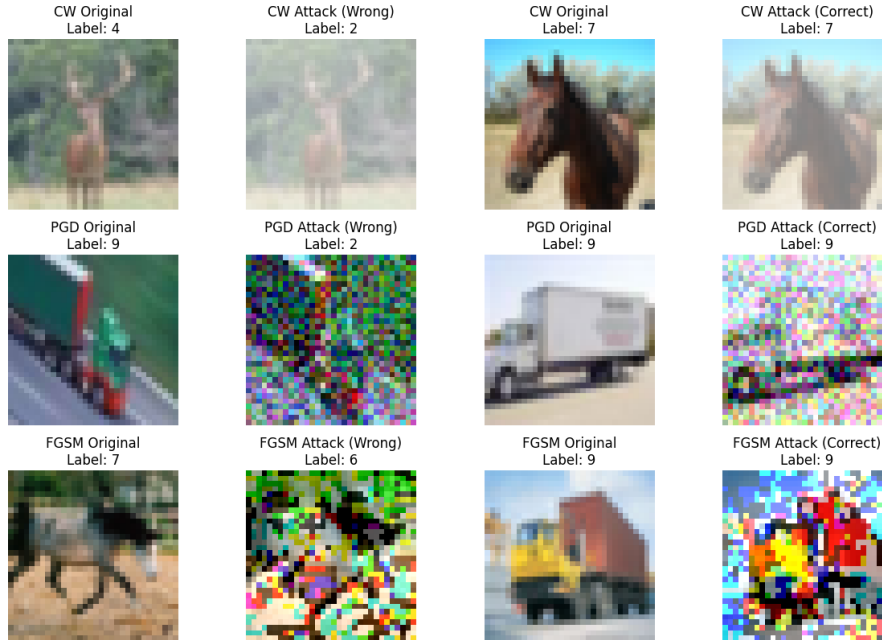 CW Original
Label: 4
CW Attack (Wrong)
Label: 2
CW Original
Label: 7
CW Attack (Correct)
Label: 7
PGD Original
Label: 9
PGD Attack (Wrong)
Label: 2
PGD Original
Label: 9
PGD Attack (Correct)
Label: 9
FGSM Original
Label: 7
FGSM Attack (Wrong)
Label: 6
FGSM Original
Label: 9
FGSM Attack (Correct)
Label: 9